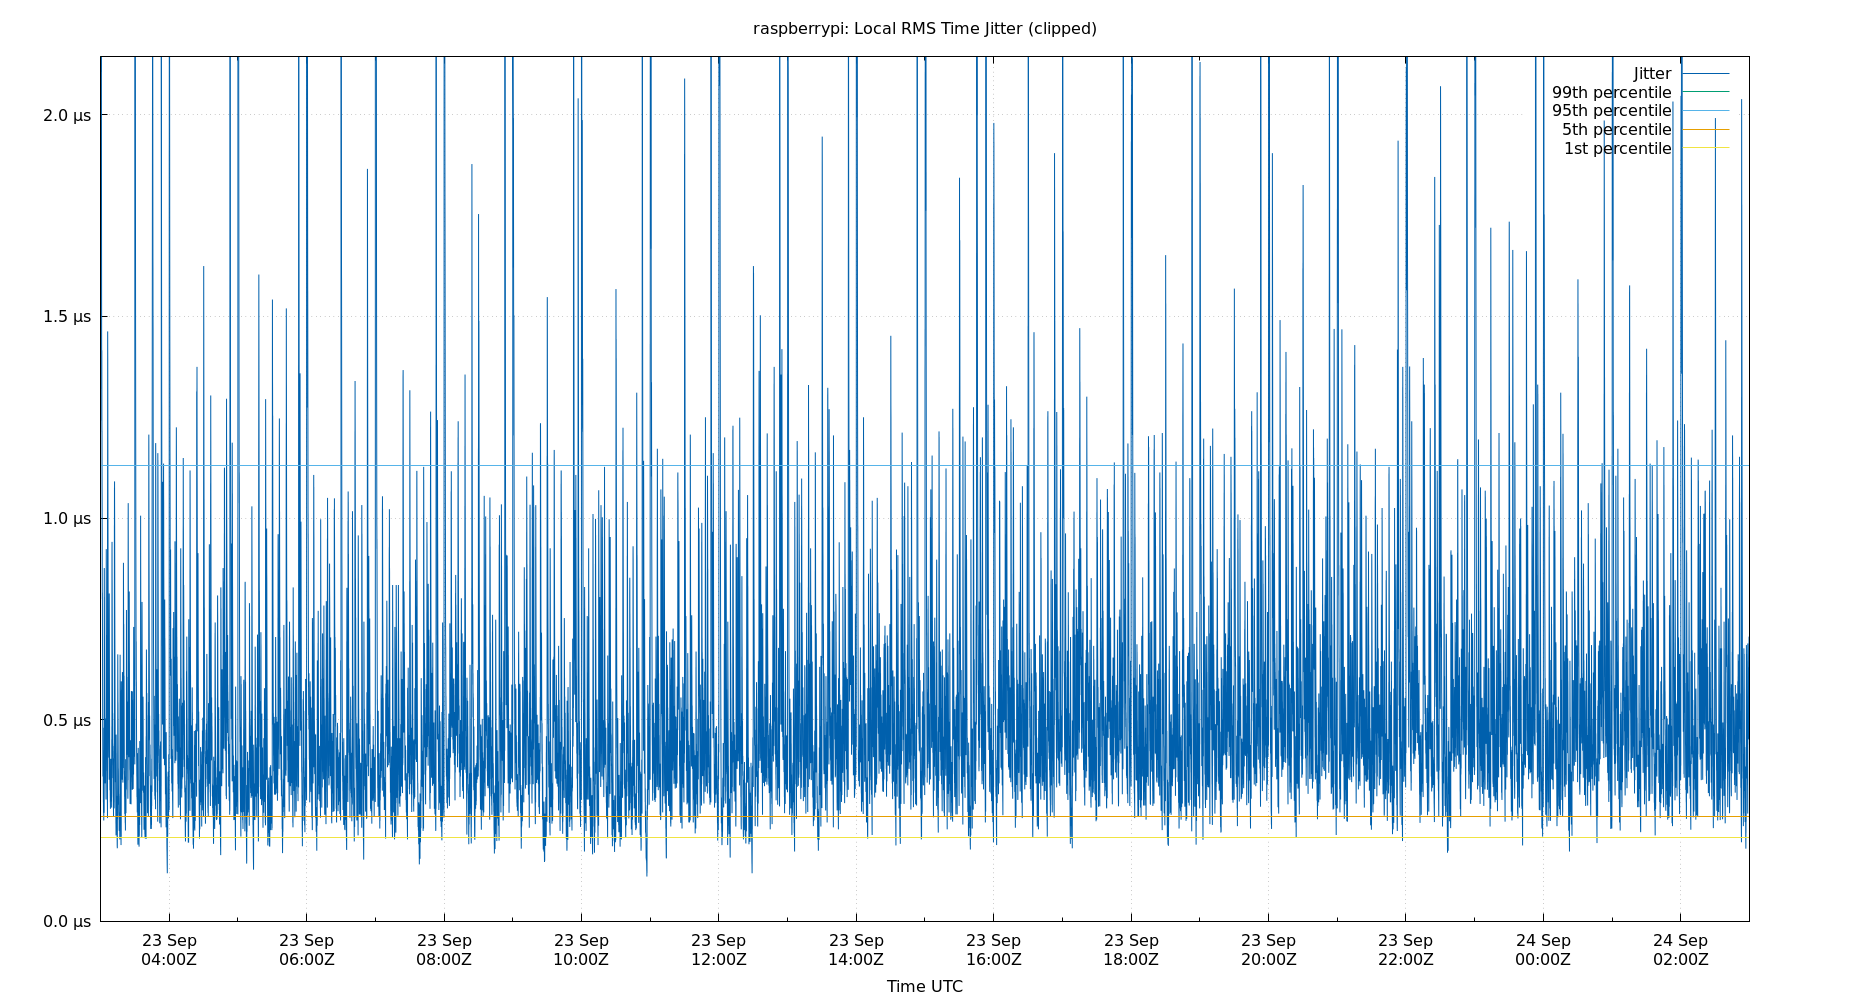 raspberrypi: Local RMS Time Jitter (clipped)
Jitter
99th percentile
95th percentile
5th percentile
1st percentile
2.0 µs
1.5 µs
1.0 µs
0.5 µs
0.0 µs
23 Sep 23 Sep 23 Sep 23 Sep 23 Sep 23 Sep 23 Sep 23 Sep 23 Sep 23 Sep 24 Sep 24 Sep
04:00Z 06:00Z 08:00Z 10:00Z 12:00Z 14:00Z 16:00Z 18:00Z 20:00Z 22:00Z 00:00Z 02:00Z
Time UTC